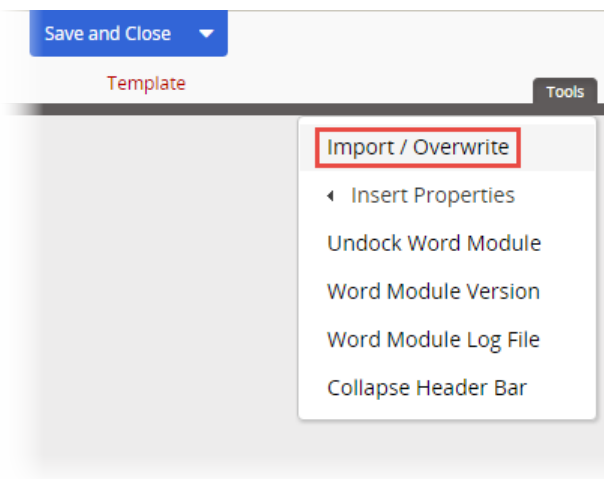 Save and Close
Template
Tools
Import / Overwrite
Insert Properties
Undock Word Module
Word Module Version
Word Module Log File
Collapse Header Bar